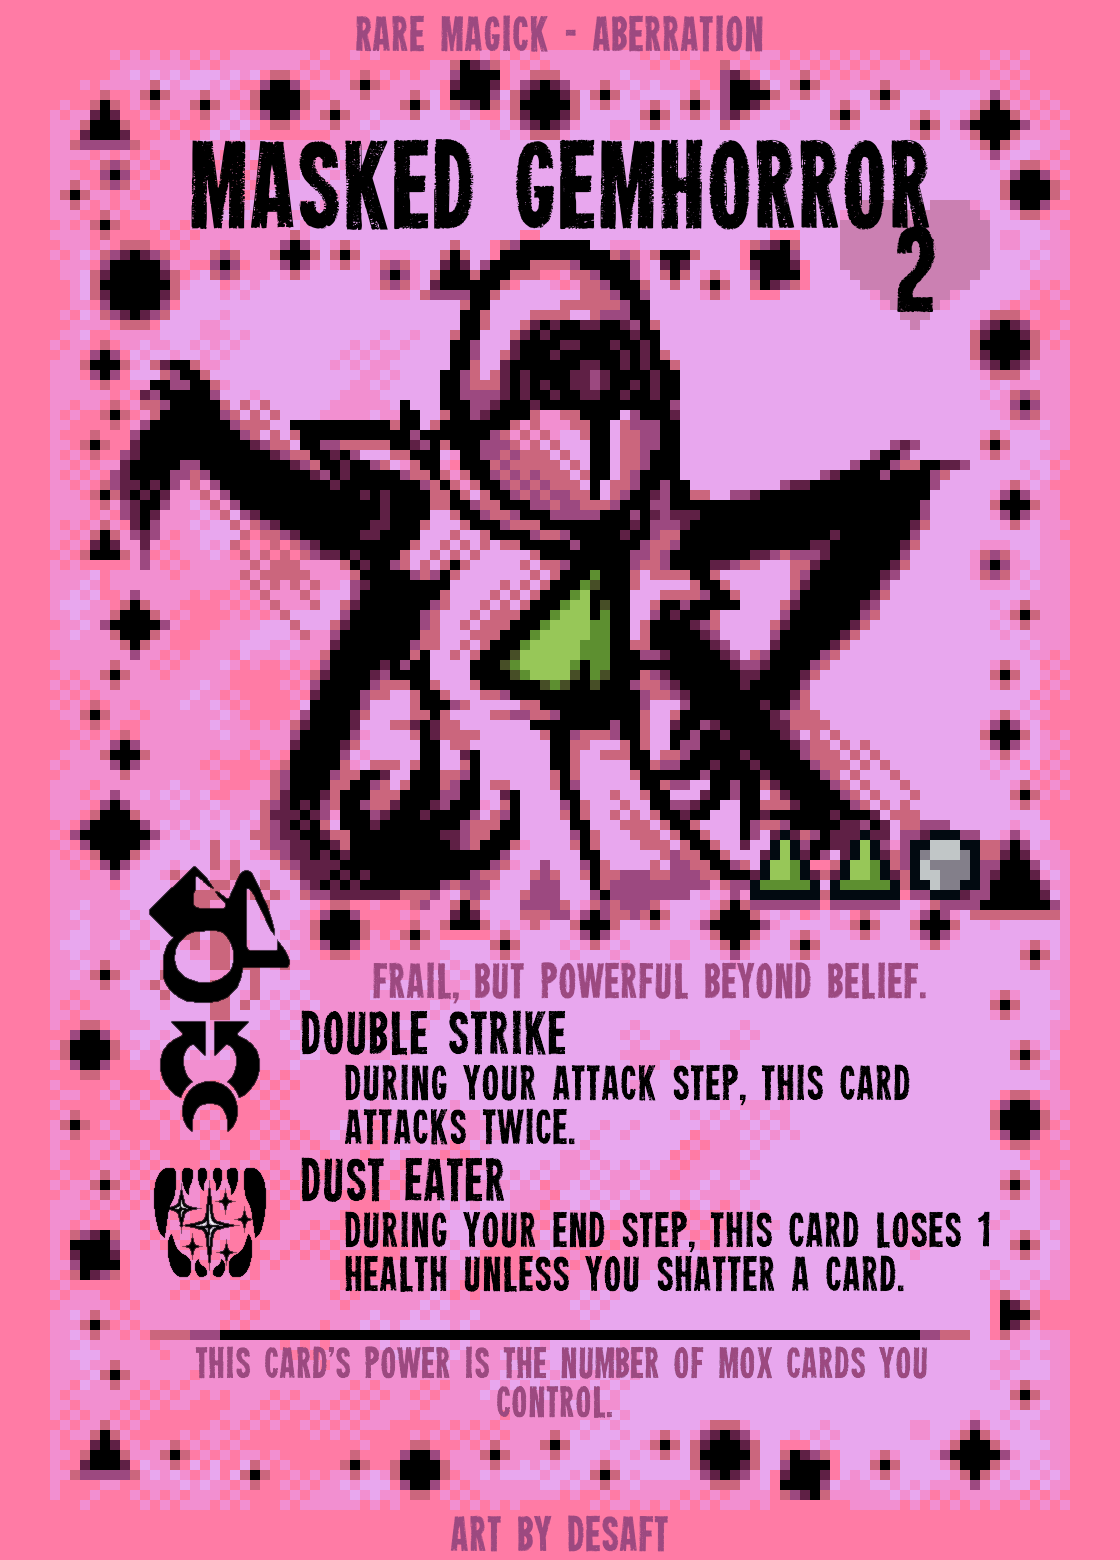 RARE MAGICK - ABERRATION
MASKED GEMHORROR
2
FRAIL, BUT POWERFUL BEYOND BELIEF.
DOUBLE STRIKE
DURING YOUR ATTACK STEP, THIS CARD
ATTACKS TWICE.
DUST EATER
DURING YOUR END STEP, THIS CARD LOSES 1
HEALTH UNLESS YOU SHATTER A CARD.
THIS CARD'S POWER IS THE NUMBER OF MOX CARDS YOU
CONTROL.
ART BY DESAFT